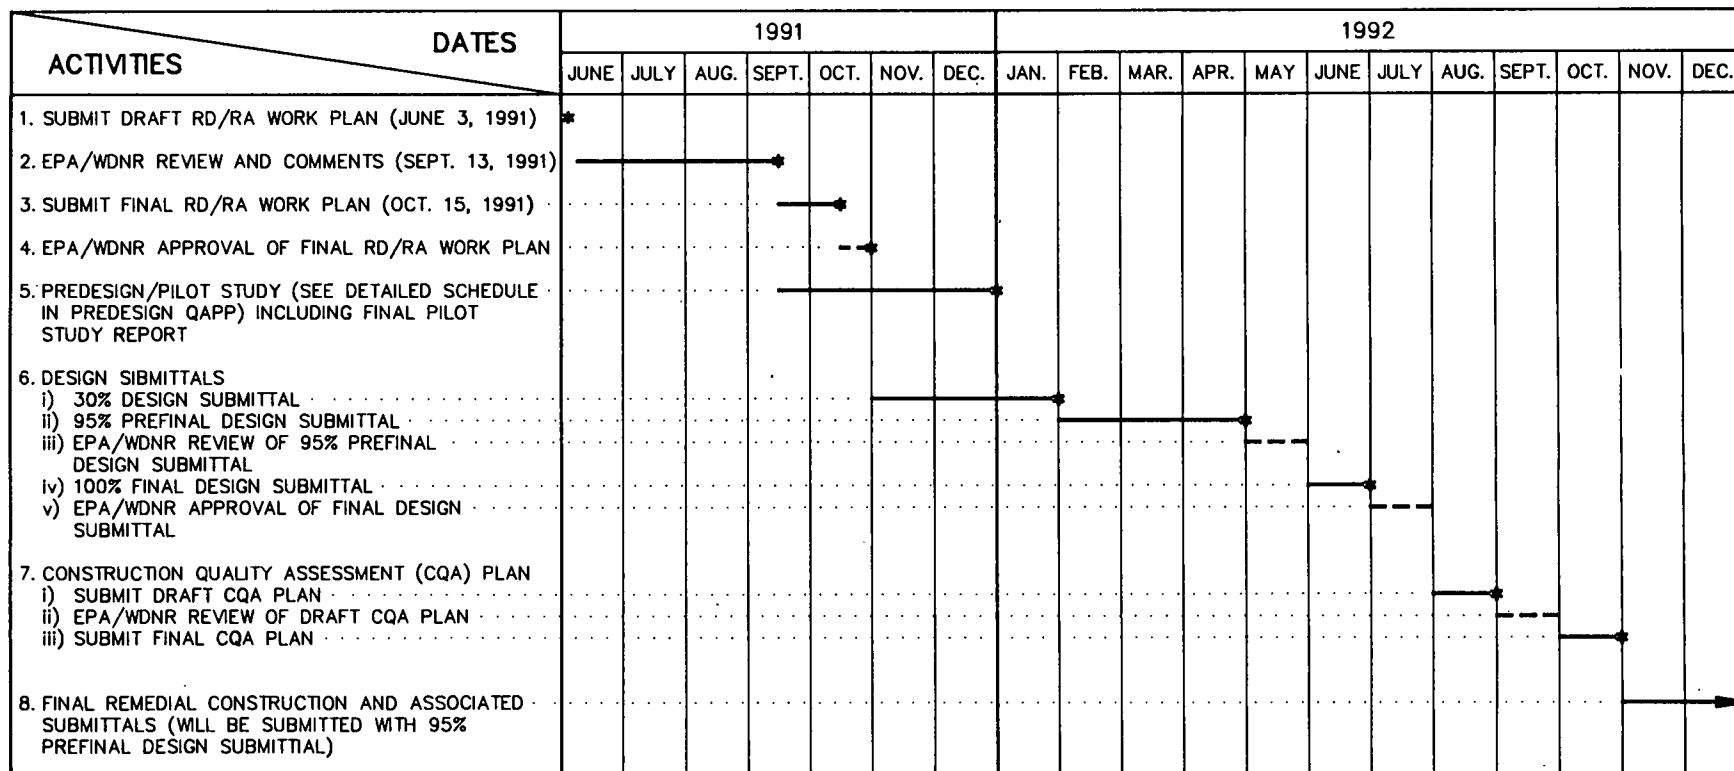 DATES
ACTIVITIES
1991
1992
JUNE JULY AUG. SEPT. OCT. NOV. DEC. JAN. FEB. MAR. APR. MAY JUNE JULY AUG. SEPT. OCT. NOV. DEC.
1. SUBMIT DRAFT RD/RA WORK PLAN (JUNE 3, 1991)
2. EPA/WDNR REVIEW AND COMMENTS (SEPT. 13, 1991)
3. SUBMIT FINAL RD/RA WORK PLAN (OCT. 15, 1991)
4. EPA/WDNR APPROVAL OF FINAL RD/RA WORK PLAN
5. PREDESIGN/PILOT STUDY (SEE DETAILED SCHEDULE
IN PREDESIGN QAPP) INCLUDING FINAL PILOT
STUDY REPORT
6. DESIGN SIBMITTALS
i) 30% DESIGN SUBMITTAL
ii) 95% PREFINAL DESIGN SUBMITTAL
iii) EPA/WDNR REVIEW OF 95% PREFINAL
DESIGN SUBMITTAL
iv) 100% FINAL DESIGN SUBMITTAL
v) EPA/WDNR APPROVAL OF FINAL DESIGN
SUBMITTAL
7. CONSTRUCTION QUALITY ASSESSMENT (CQA) PLAN
i) SUBMIT DRAFT CQA PLAN
ii) EPA/WDNR REVIEW OF DRAFT CQA PLAN
iii) SUBMIT FINAL CQA PLAN
8. FINAL REMEDIAL CONSTRUCTION AND ASSOCIATED
SUBMITTALS (WILL BE SUBMITTED WITH 95%
PREFINAL DESIGN SUBMITTIAL)